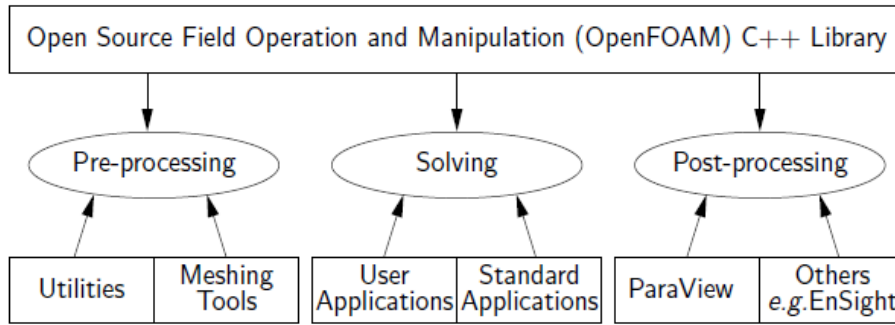 Open Source Field Operation and Manipulation (OpenFOAM) C++ Library
Pre-processing
Solving
Post-processing
Utilities
Meshing
Tools
User
Applications
Standard
Applications
ParaView
Others
e.g.EnSight